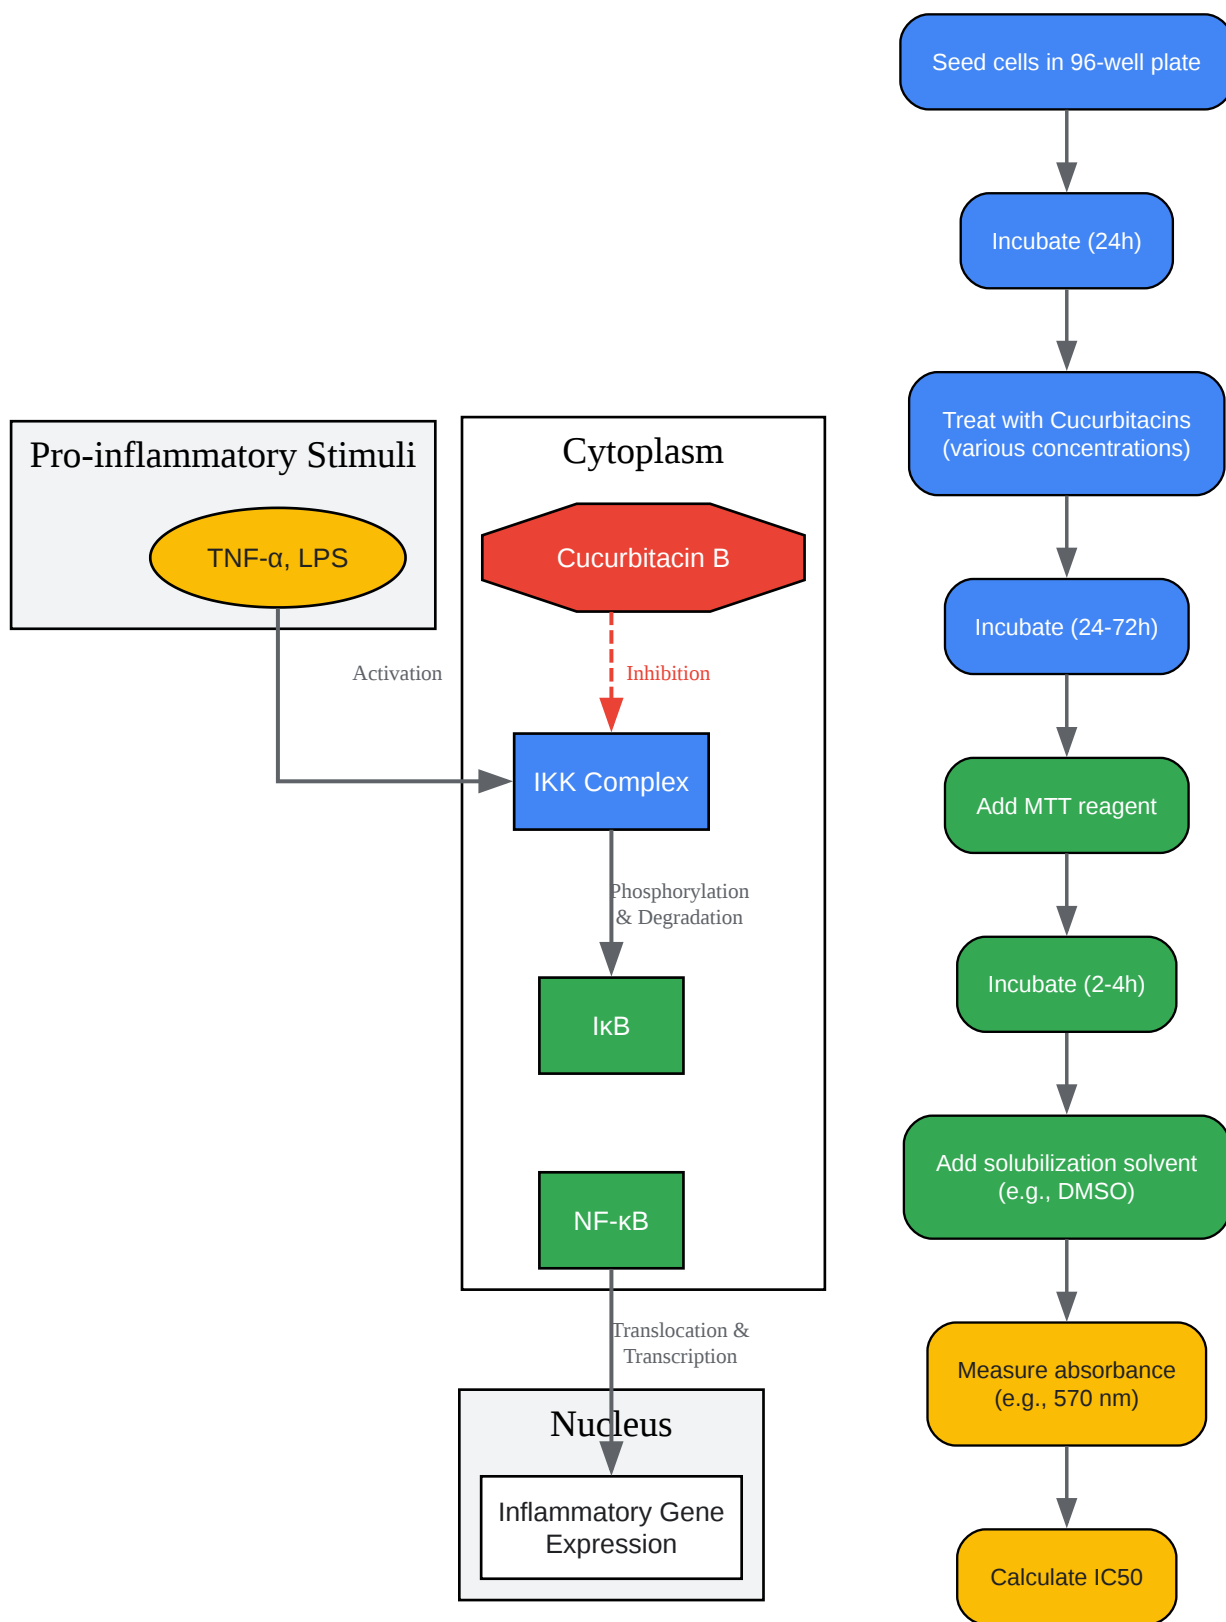 Pro-inflammatory Stimuli
TNF-α, LPS
Activation
Cytoplasm
Cucurbitacin B
Inhibition
IKK Complex
Phosphorylation
& Degradation
IκB
NF-κB
Translocation &
Transcription
Nucleus
Inflammatory Gene
Expression
Seed cells in 96-well plate
Incubate (24h)
Treat with Cucurbitacins
(various concentrations)
Incubate (24-72h)
Add MTT reagent
Incubate (2-4h)
Add solubilization solvent
(e.g., DMSO)
Measure absorbance
(e.g., 570 nm)
Calculate IC50